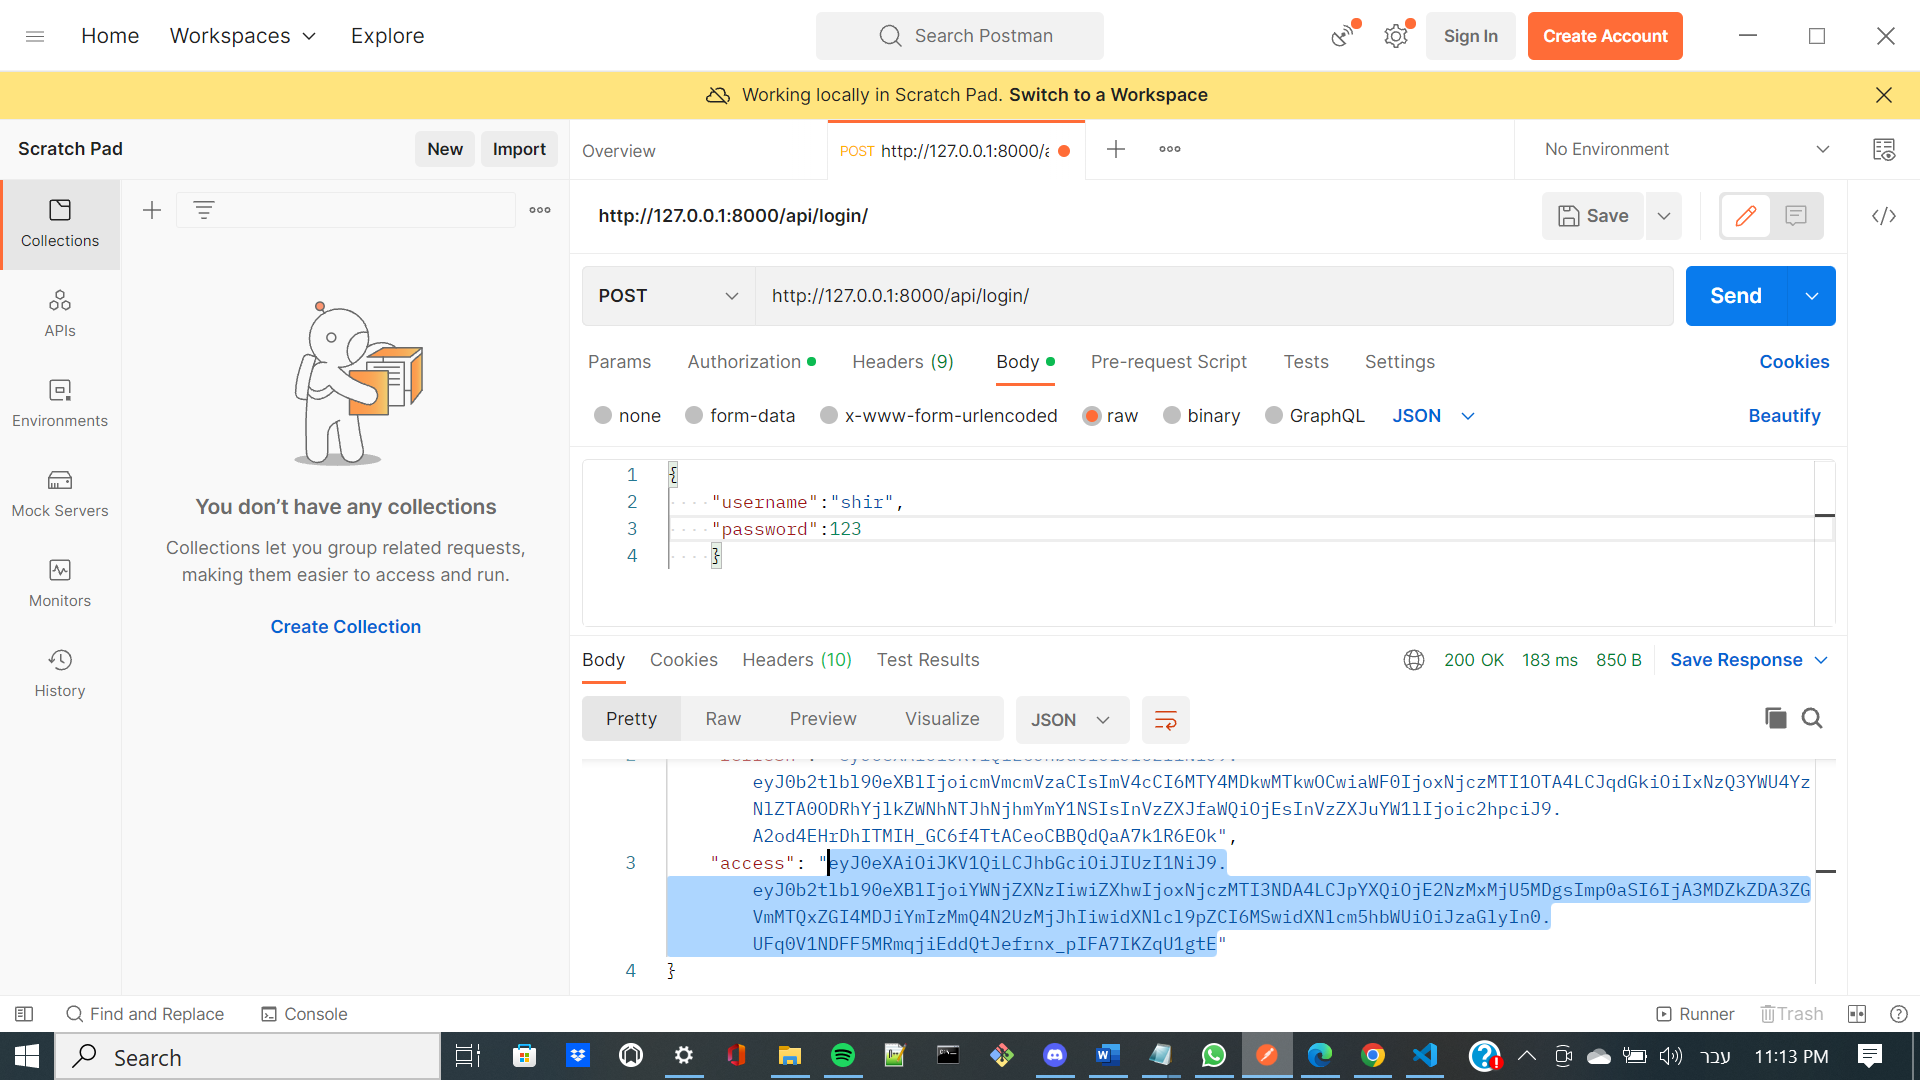 Home
Workspaces
Explore
Search Postman
Sign In
Create Account
Working locally in Scratch Pad. Switch to a Workspace
Scratch Pad
New
Import
Overview
POST http://127.0.0.1:8000/a
No Environment
Collections
http://127.0.0.1:8000/api/login/
Save
APIs
POST
http://127.0.0.1:8000/api/login/
Send
Params
Authorization
Headers (9)
Body
Pre-request Script
Tests
Settings
Cookies
Environments
none
form-data
x-www-form-urlencoded
raw
binary
GraphQL
JSON
Beautify
Mock Servers
You don’t have any collections
Collections let you group related requests,
making them easier to access and run.
Create Collection
Monitors
History
1 {
2 "username":"shir",
3 "password":123
4 }
Body
Cookies
Headers (10)
Test Results
200 OK
183 ms
850 B
Save Response
Pretty
Raw
Preview
Visualize
JSON
eyJ0b2tlbl90eXBlIjoicmVmcmVzaCIsImV4cCI6MTY4MDkwMTkwOCwiaWF0IjoxNjczMTI1OTA4LCJqdGkiOiIxNzQ3YWU4Yz
NlZTA0ODRhYjlkZWNhNTJhNjhmYmY1NSIsInVzZXJfaWQiOjEsInVzZXJuYW1lIjoic2hpciJ9.
A2od4EHrDhITMIH_GC6f4TtACeoCBBQdQaA7k1R6EOk",
3 "access": "eyJ0eXAiOiJKV1QiLCJhbGciOiJIUzI1NiJ9.
eyJ0b2tlbl90eXBlIjoiYWNjZXNzIiwiZXhwIjoxNjczMTI3NDA4LCJpYXQiOjE2NzMxMjU5MDgsImp0aSI6IjA3MDZkZDA3ZG
VmMTQxZGI4MDJiYmIzMmQ4N2UzMjJhIiwidXNlcl9pZCI6MSwidXNlcm5hbWUiOiJzaGlyIn0.
UFq0V1NDFF5MRmqjiEddQtJefrnx_pIFA7IKZqU1gtE"
4 }
Find and Replace
Console
Runner
Trash
Search
עבר
11:13 PM